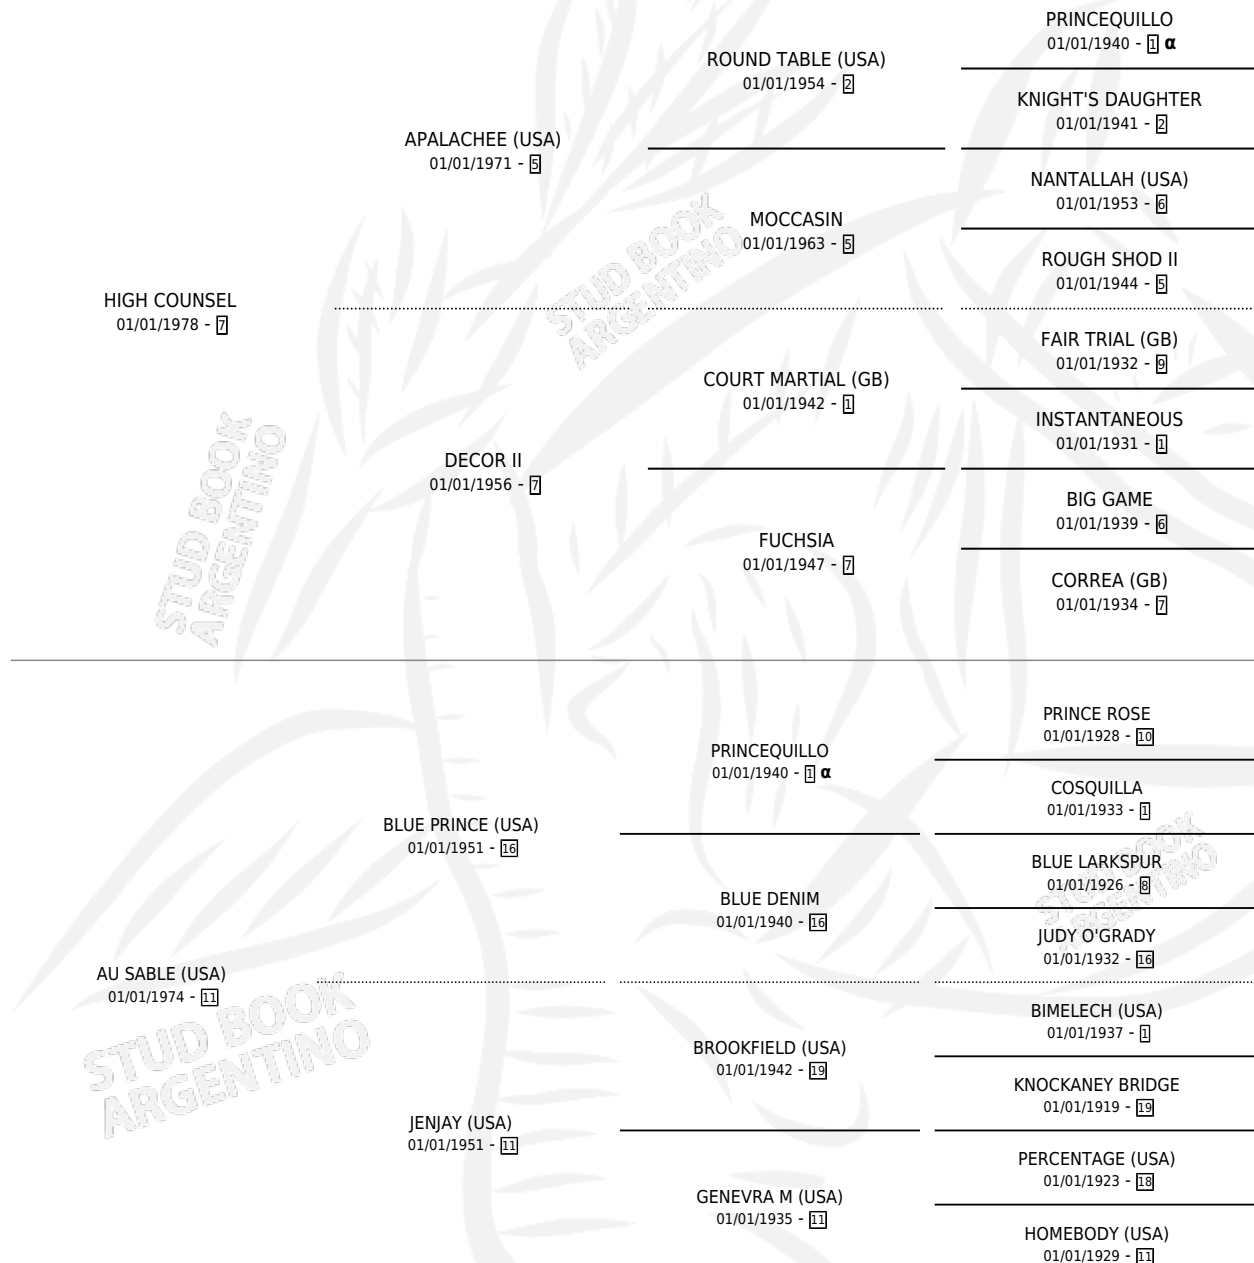 PRINCEQUILLO
01/01/1940 - 1 α
ROUND TABLE (USA)
01/01/1954 - 2
KNIGHT'S DAUGHTER
01/01/1941 - 2
APALACHEE (USA)
01/01/1971 - 5
NANTALLAH (USA)
01/01/1953 - 6
MOCCASIN
01/01/1963 - 5
ROUGH SHOD II
01/01/1944 - 5
HIGH COUNSEL
01/01/1978 - 7
FAIR TRIAL (GB)
01/01/1932 - 9
COURT MARTIAL (GB)
01/01/1942 - 1
INSTANTANEOUS
01/01/1931 - 1
DECOR II
01/01/1956 - 7
BIG GAME
01/01/1939 - 6
FUCHSIA
01/01/1947 - 7
CORREA (GB)
01/01/1934 - 7
PRINCE ROSE
01/01/1928 - 10
PRINCEQUILLO
01/01/1940 - 1 α
COSQUILLA
01/01/1933 - 1
BLUE PRINCE (USA)
01/01/1951 - 16
BLUE LARKSPUR
01/01/1926 - 8
BLUE DENIM
01/01/1940 - 16
JUDY O'GRADY
01/01/1932 - 16
AU SABLE (USA)
01/01/1974 - 11
BIMELECH (USA)
01/01/1937 - 1
BROOKFIELD (USA)
01/01/1942 - 19
KNOCKANEY BRIDGE
01/01/1919 - 19
JENJAY (USA)
01/01/1951 - 11
PERCENTAGE (USA)
01/01/1923 - 18
GENEVRA M (USA)
01/01/1935 - 11
HOMEBODY (USA)
01/01/1929 - 11
STUD BOOK
ARGENTINO
STUD BOOK
ARGENTINO
STUD BOOK
ARGENTINO
STUD BOOK
ARGENTINO